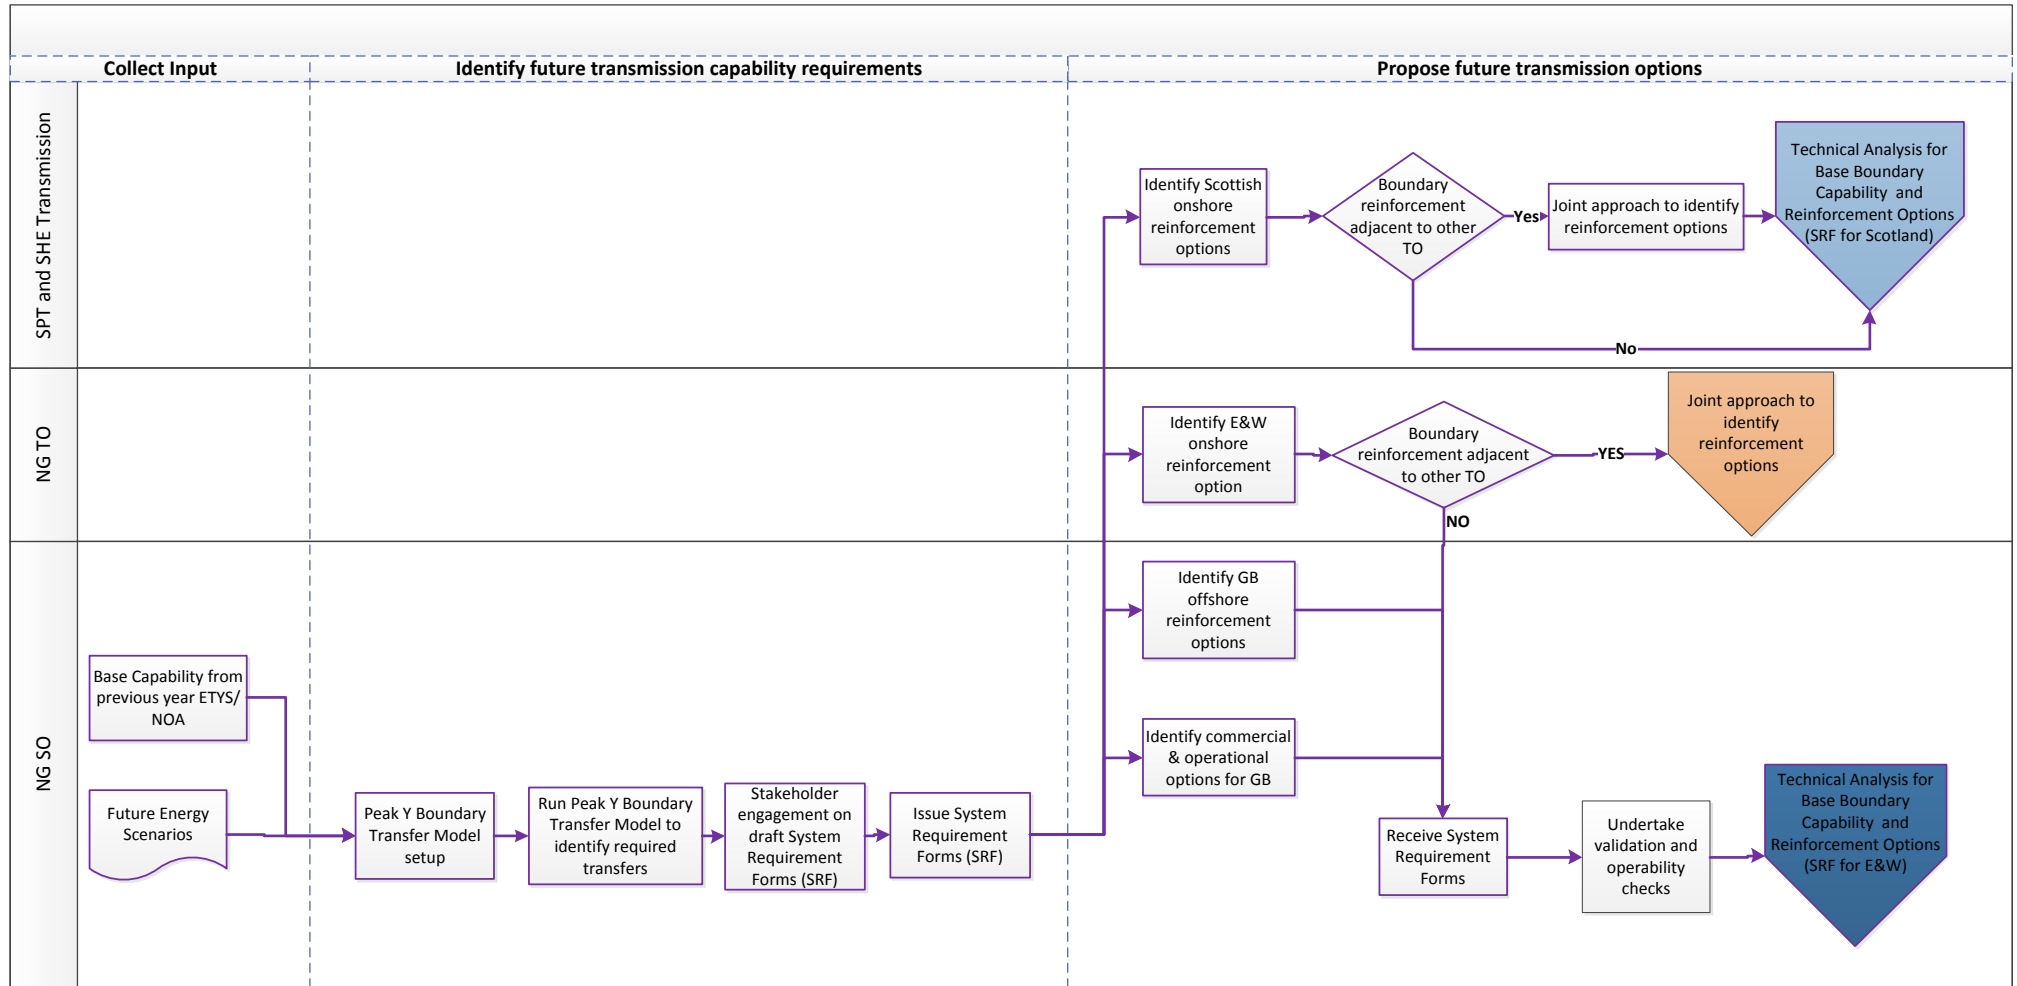 Collect Input
Identify future transmission capability requirements
Propose future transmission options
SPT and SHE Transmission
Identify Scottish
onshore
reinforcement
options
Boundary
reinforcement
adjacent to other
TO
Yes
Joint approach to identify
reinforcement options
Technical Analysis for
Base Boundary
Capability and
Reinforcement Options
(SRF for Scotland)
No
NG TO
Identify E&W
onshore
reinforcement
option
Boundary
reinforcement adjacent
to other TO
YES
Joint approach to
identify
reinforcement
options
NO
NG SO
Base Capability from
previous year ETYS/
NOA
Future Energy
Scenarios
Peak Y Boundary
Transfer Model
setup
Run Peak Y Boundary
Transfer Model to
identify required
transfers
Stakeholder
engagement on
draft System
Requirement
Forms (SRF)
Issue System
Requirement
Forms (SRF)
Identify GB
offshore
reinforcement
options
Identify commercial
& operational
options for GB
Receive System
Requirement
Forms
Undertake
validation and
operability
checks
Technical Analysis for
Base Boundary
Capability and
Reinforcement Options
(SRF for E&W)